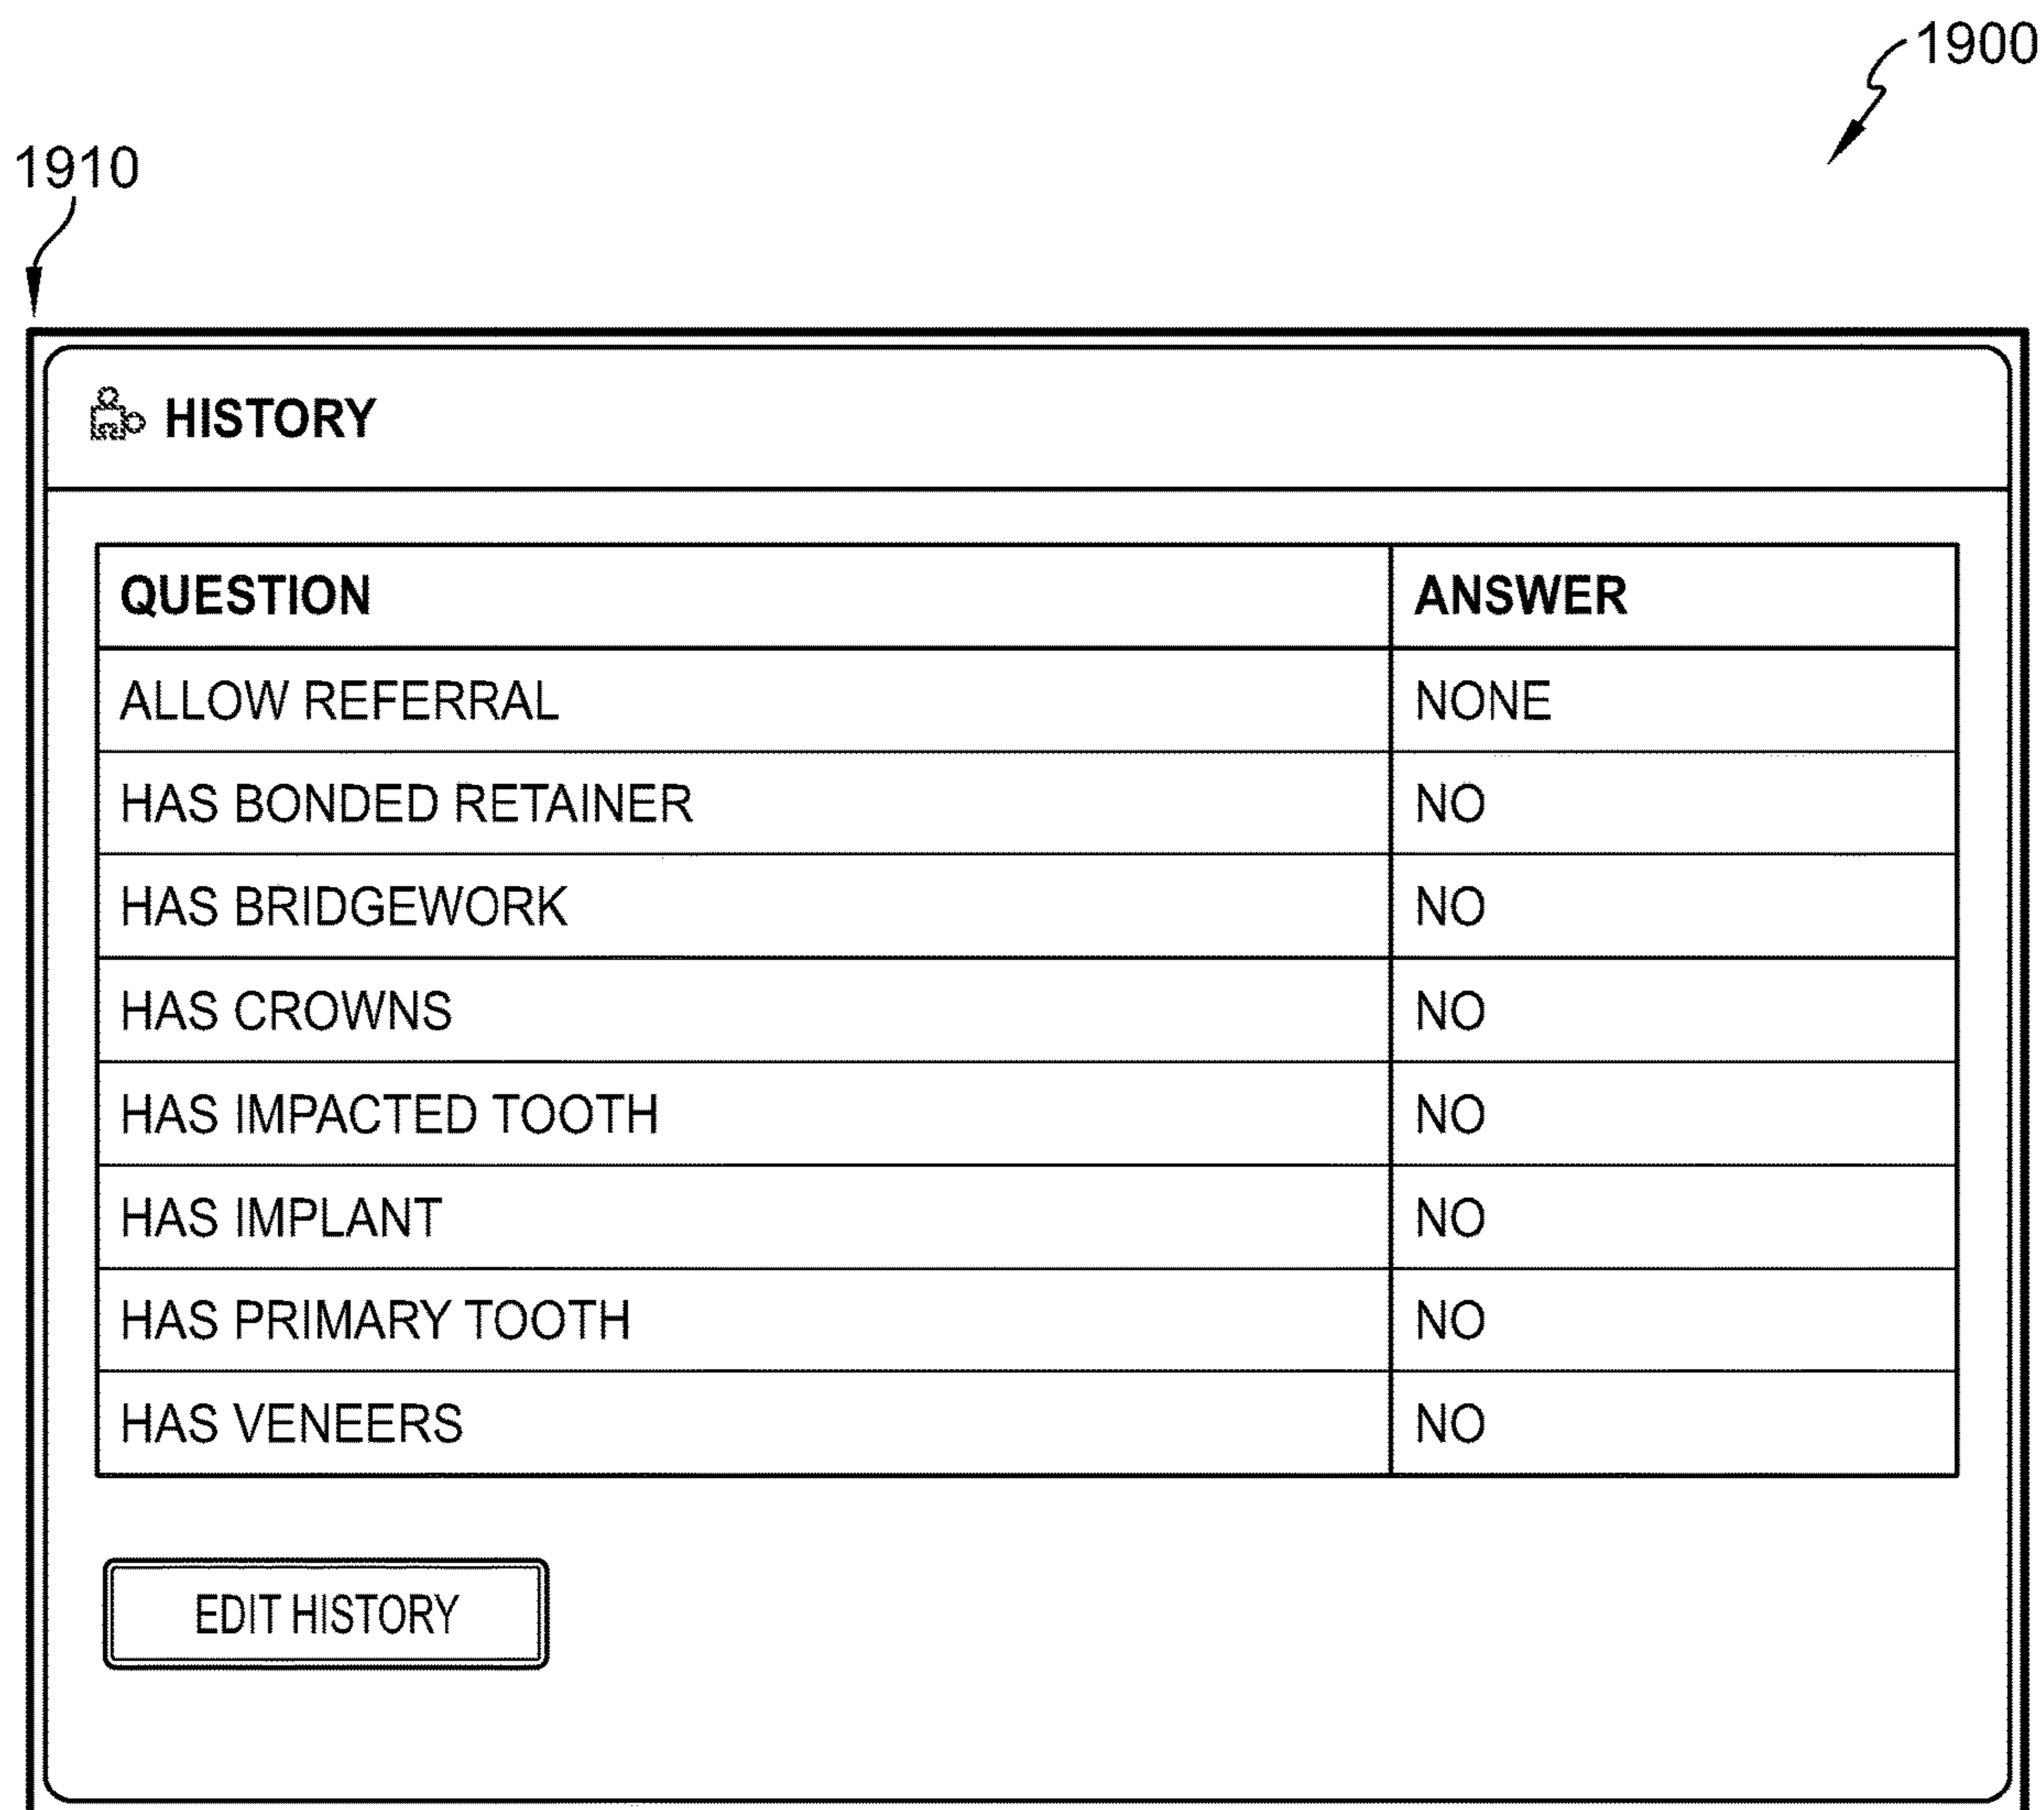 1900
1910
HISTORY
QUESTION ANSWER
ALLOW REFERRAL NONE
HAS BONDED RETAINER NO
HAS BRIDGEWORK NO
HAS CROWNS NO
HAS IMPACTED TOOTH NO
HAS IMPLANT NO
HAS PRIMARY TOOTH NO
HAS VENEERS NO
EDIT HISTORY